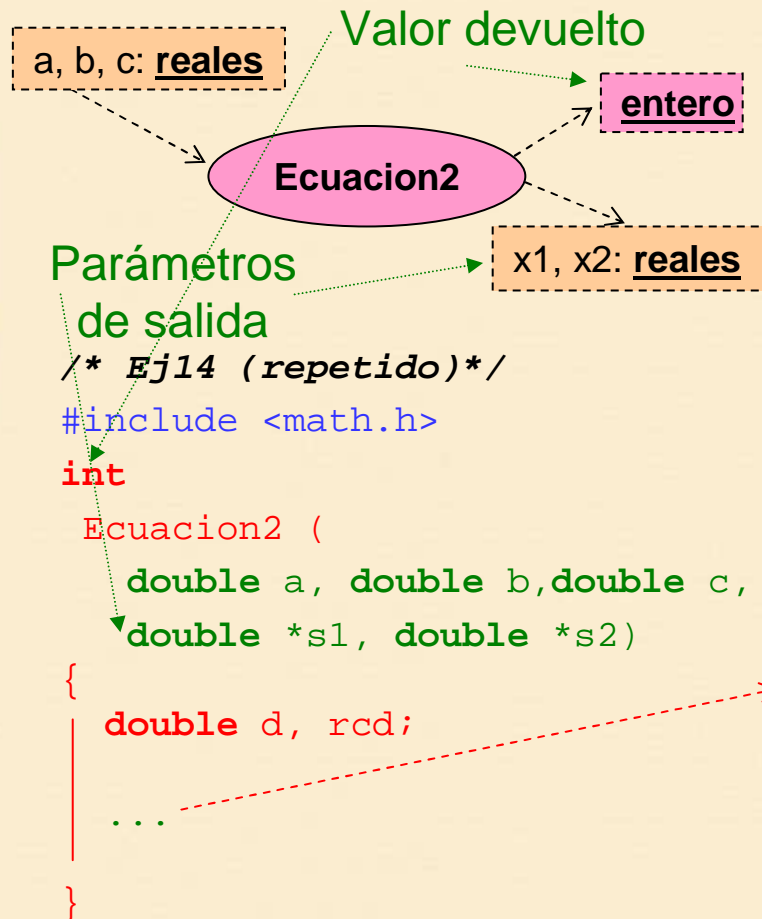 Valor devuelto
a, b, c: reales
entero
Ecuacion2
x1, x2: reales
Parámetros
de salida
/* Ej14 (repetido)*/
#include <math.h>
int
Ecuacion2 (
double a, double b,double c,
double *s1, double *s2)
{
double d, rcd;
...
}